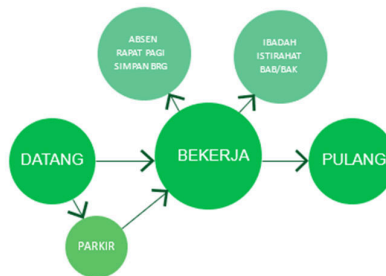 ABSEN
RAPAT PAGI
SIMPAN BRG
IBADAH
ISTIRAHAT
BAB/BAK
DATANG
BEKERJA
PULANG
PARKIR